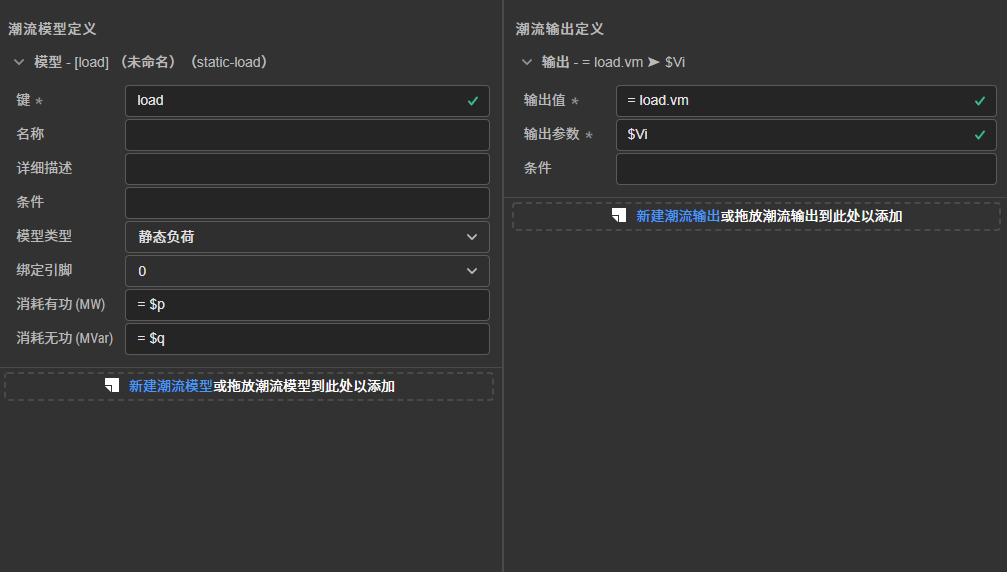 潮流模型定义
模型 - [load] （未命名）（static-load）
键 * load
名称
详细描述
条件
模型类型 静态负荷
绑定引脚 0
消耗有功 (MW) = $p
消耗无功 (MVar) = $q
新建潮流模型或拖放潮流模型到此处以添加
潮流输出定义
输出 - = load.vm ➤ $Vi
输出值 * = load.vm
输出参数 * $Vi
条件
新建潮流输出或拖放潮流输出到此处以添加